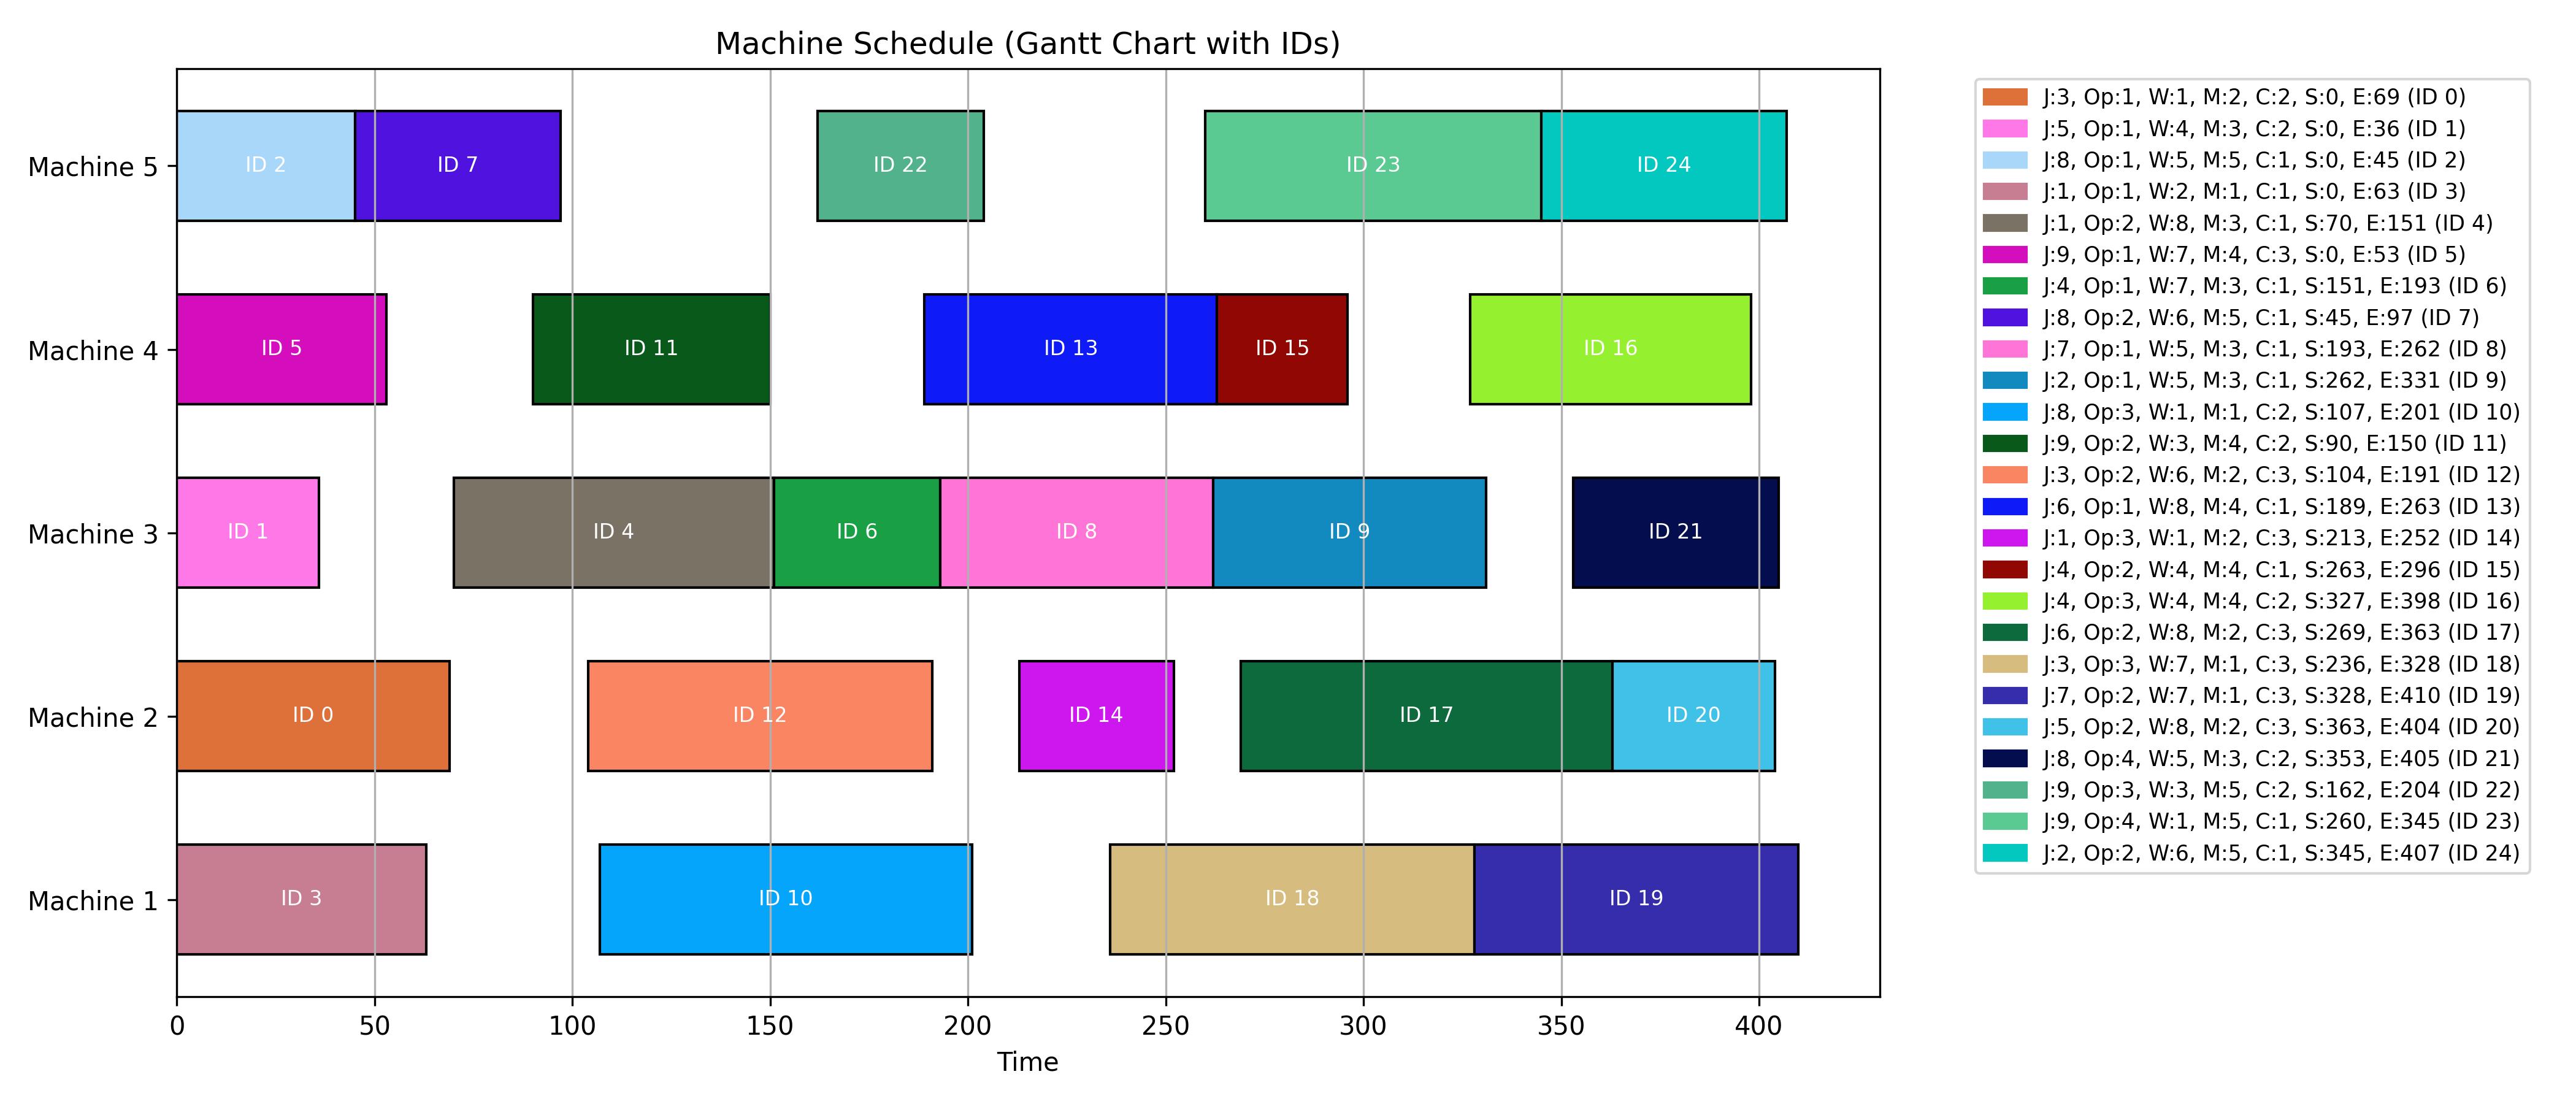 Machine Schedule (Gantt Chart with IDs)
Machine 5
ID 2
ID 7
ID 22
ID 23
ID 24
Machine 4
ID 5
ID 11
ID 13
ID 15
ID 16
Machine 3
ID 1
ID 4
ID 6
ID 8
ID 9
ID 21
Machine 2
ID 0
ID 12
ID 14
ID 17
ID 20
Machine 1
ID 3
ID 10
ID 18
ID 19
0 50 100 150 200 250 300 350 400
Time
J:3, Op:1, W:1, M:2, C:2, S:0, E:69 (ID 0)
J:5, Op:1, W:4, M:3, C:2, S:0, E:36 (ID 1)
J:8, Op:1, W:5, M:5, C:1, S:0, E:45 (ID 2)
J:1, Op:1, W:2, M:1, C:1, S:0, E:63 (ID 3)
J:1, Op:2, W:8, M:3, C:1, S:70, E:151 (ID 4)
J:9, Op:1, W:7, M:4, C:3, S:0, E:53 (ID 5)
J:4, Op:1, W:7, M:3, C:1, S:151, E:193 (ID 6)
J:8, Op:2, W:6, M:5, C:1, S:45, E:97 (ID 7)
J:7, Op:1, W:5, M:3, C:1, S:193, E:262 (ID 8)
J:2, Op:1, W:5, M:3, C:1, S:262, E:331 (ID 9)
J:8, Op:3, W:1, M:1, C:2, S:107, E:201 (ID 10)
J:9, Op:2, W:3, M:4, C:2, S:90, E:150 (ID 11)
J:3, Op:2, W:6, M:2, C:3, S:104, E:191 (ID 12)
J:6, Op:1, W:8, M:4, C:1, S:189, E:263 (ID 13)
J:1, Op:3, W:1, M:2, C:3, S:213, E:252 (ID 14)
J:4, Op:2, W:4, M:4, C:1, S:263, E:296 (ID 15)
J:4, Op:3, W:4, M:4, C:2, S:327, E:398 (ID 16)
J:6, Op:2, W:8, M:2, C:3, S:269, E:363 (ID 17)
J:3, Op:3, W:7, M:1, C:3, S:236, E:328 (ID 18)
J:7, Op:2, W:7, M:1, C:3, S:328, E:410 (ID 19)
J:5, Op:2, W:8, M:2, C:3, S:363, E:404 (ID 20)
J:8, Op:4, W:5, M:3, C:2, S:353, E:405 (ID 21)
J:9, Op:3, W:3, M:5, C:2, S:162, E:204 (ID 22)
J:9, Op:4, W:1, M:5, C:1, S:260, E:345 (ID 23)
J:2, Op:2, W:6, M:5, C:1, S:345, E:407 (ID 24)